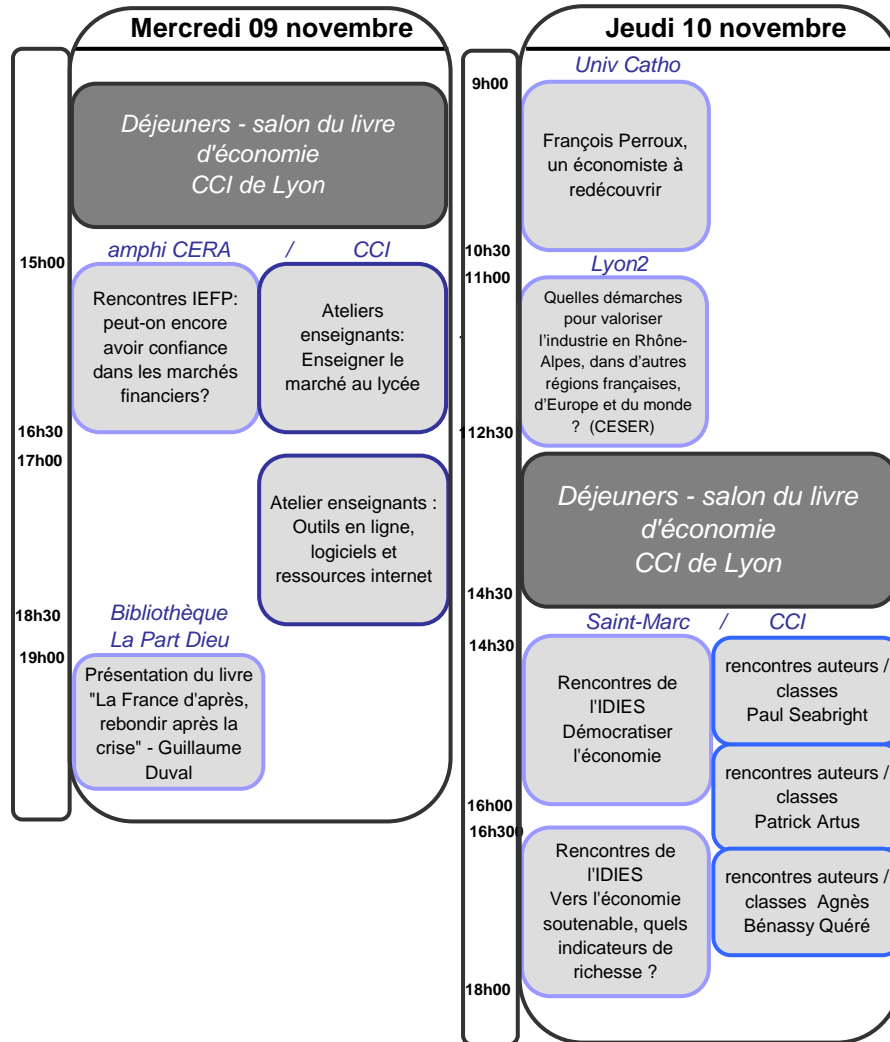 Mercredi 09 novembre
Déjeuners - salon du livre
d'économie
CCI de Lyon
amphi CERA / CCI
15h00
Rencontres IEFP:
peut-on encore
avoir confiance
dans les marchés
financiers?
Ateliers
enseignants:
Enseigner le
marché au lycée
16h30
17h00
Atelier enseignants :
Outils en ligne,
logiciels et
ressources internet
18h30
Bibliothèque
La Part Dieu
19h00
Présentation du livre
"La France d'après,
rebondir après la
crise" - Guillaume
Duval
Jeudi 10 novembre
Univ Catho
9h00
François Perroux,
un économiste à
redécouvrir
10h30
Lyon2
11h00
Quelles démarches
pour valoriser
l'industrie en Rhône-
Alpes, dans d'autres
régions françaises,
d'Europe et du monde
? (CESER)
112h30
Déjeuners - salon du livre
d'économie
CCI de Lyon
14h30
Saint-Marc / CCI
14h30
Rencontres de
l'IDIES
Démocratiser
l'économie
rencontres auteurs /
classes
Paul Seabright
rencontres auteurs /
classes
Patrick Artus
16h00
16h300
Rencontres de
l'IDIES
Vers l'économie
soutenable, quels
indicateurs de
richesse ?
rencontres auteurs /
classes Agnès
Bénassy Quéré
18h00